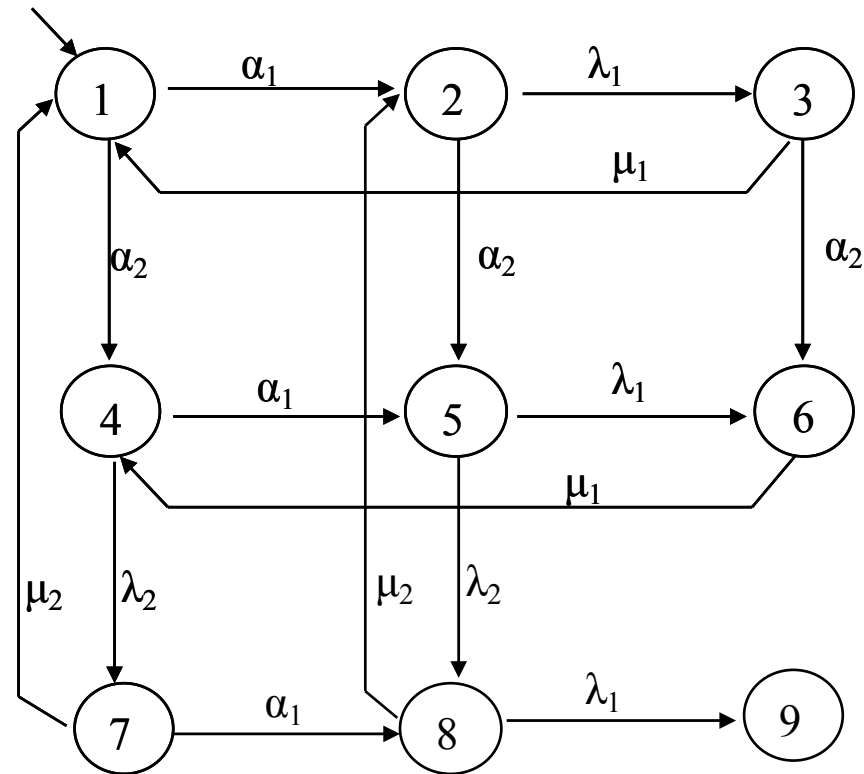 1 α₁ 2 λ₁ 3
μ₁
α₂ α₂ α₂
4 α₁ 5 λ₁ 6
μ₁
μ₂ λ₂ μ₂ λ₂
7 α₁ 8 λ₁ 9